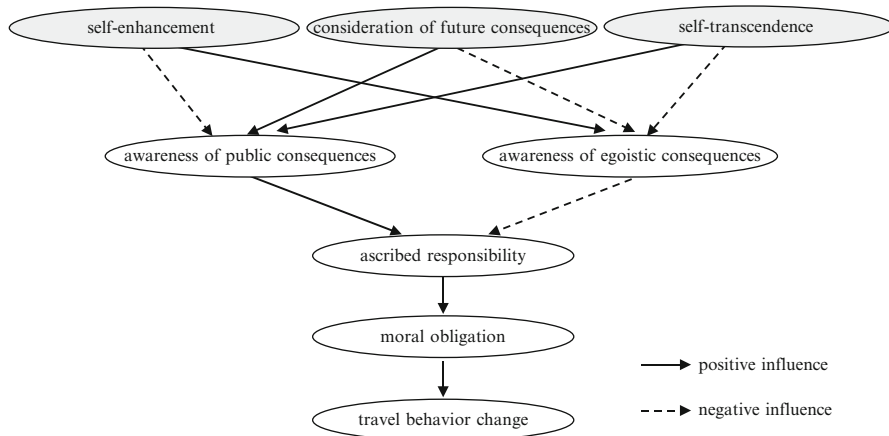 self-enhancement
consideration of future consequences
self-transcendence
awareness of public consequences
awareness of egoistic consequences
ascribed responsibility
moral obligation
positive influence
travel behavior change
negative influence